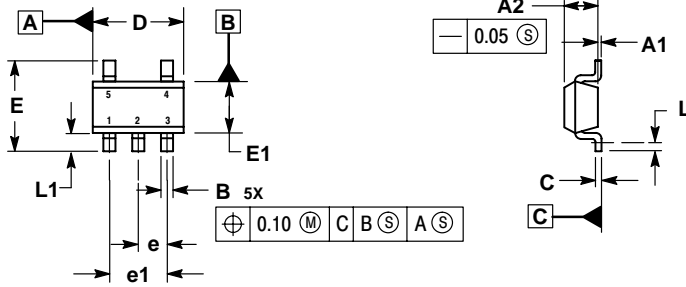 A
D
B
E
5 4
1 2 3
E1
L1
B 5X
⌖ 0.10 Ⓜ C B Ⓢ A Ⓢ
e
e1
A2
— 0.05 Ⓢ
A1
L
C
C